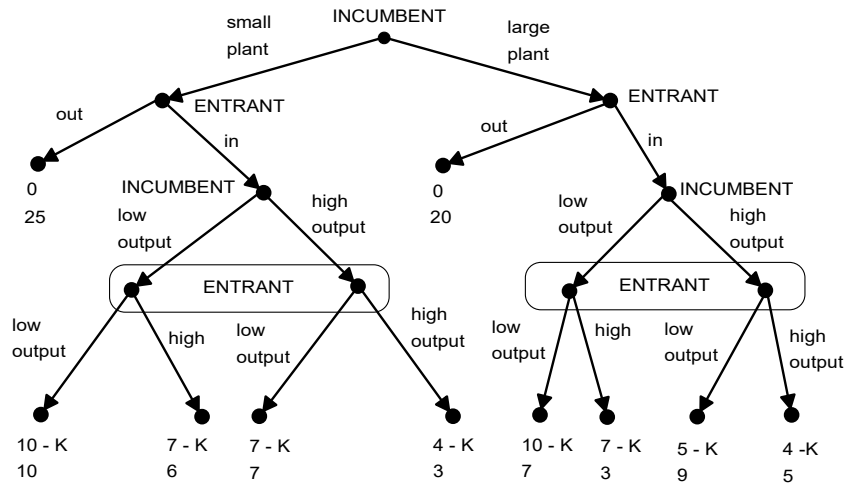 INCUMBENT
small
plant
large
plant
ENTRANT
ENTRANT
out
in
out
in
0
25
INCUMBENT
0
20
INCUMBENT
low
output
high
output
low
output
high
output
ENTRANT
ENTRANT
low
output
high
low
output
high
output
low
output
high
low
output
high
output
10 - K
10
7 - K
6
7 - K
7
4 - K
3
10 - K
7
7 - K
3
5 - K
9
4 -K
5